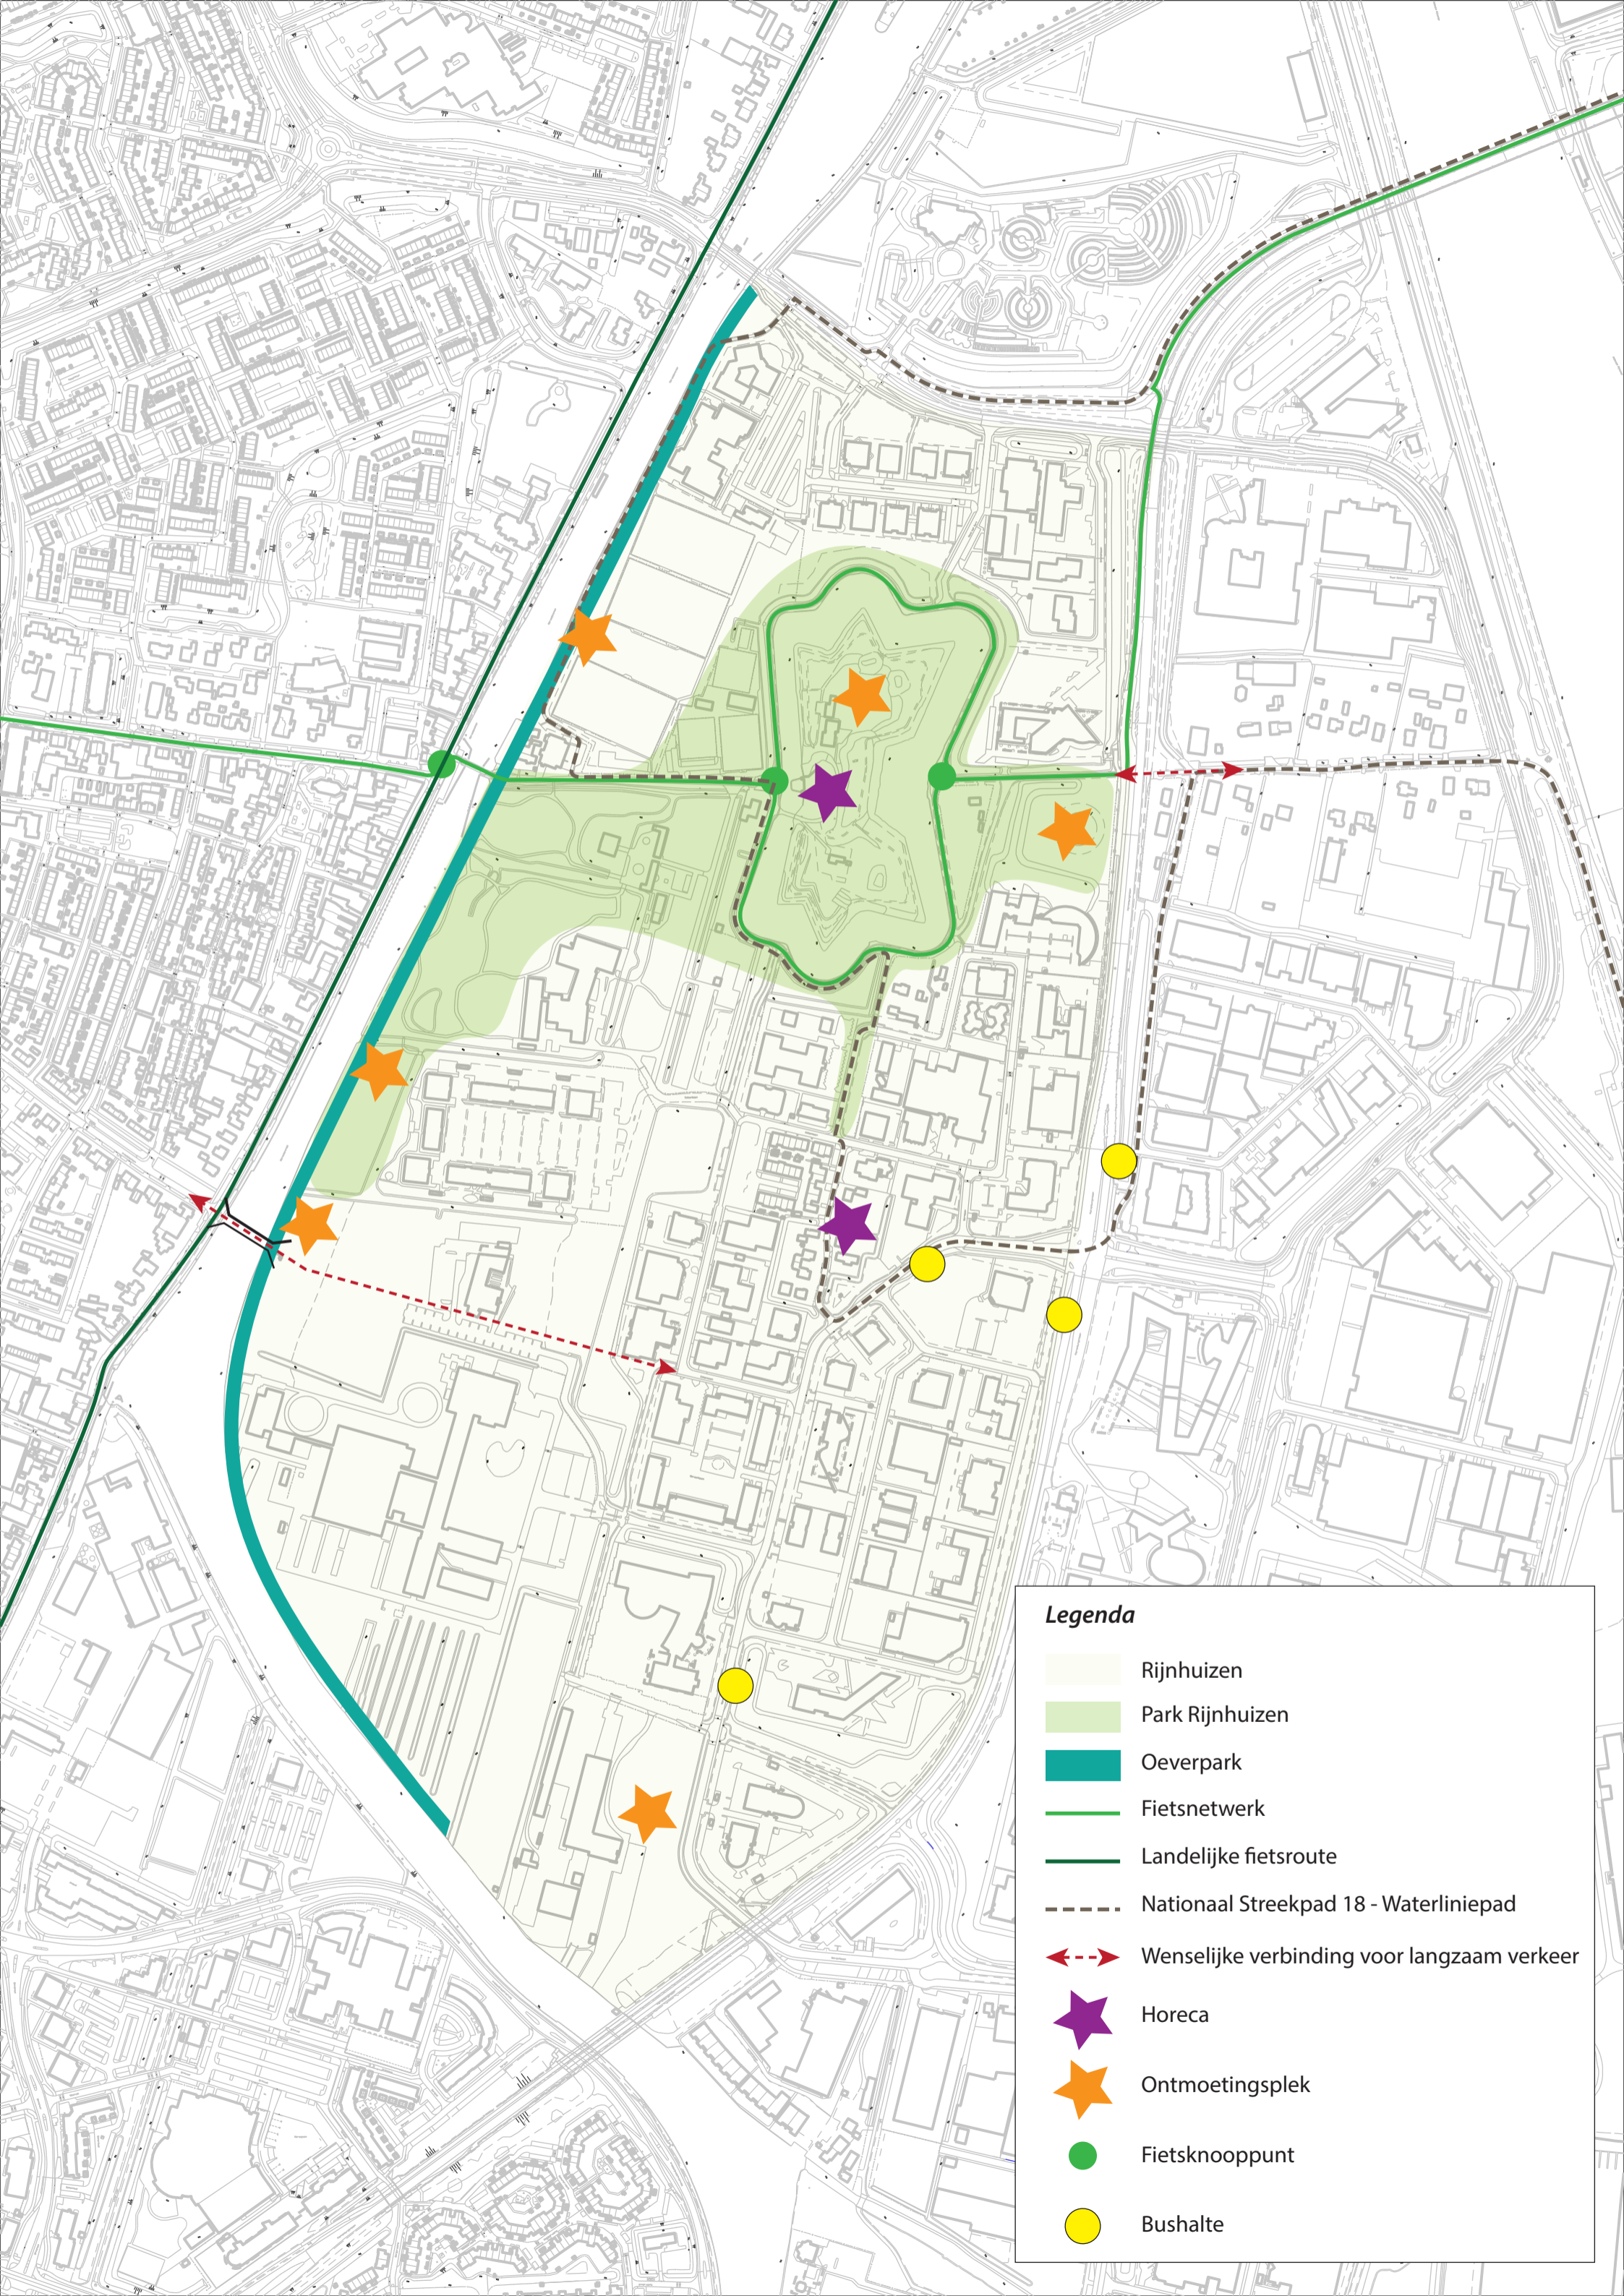 Legenda
Rijnhuizen
Park Rijnhuizen
Oeverpark
Fietsnetwerk
Landelijke fietsroute
Nationaal Streekpad 18 - Waterliniepad
Wenselijke verbinding voor langzaam verkeer
Horeca
Ontmoetingsplek
Fietsknooppunt
Bushalte